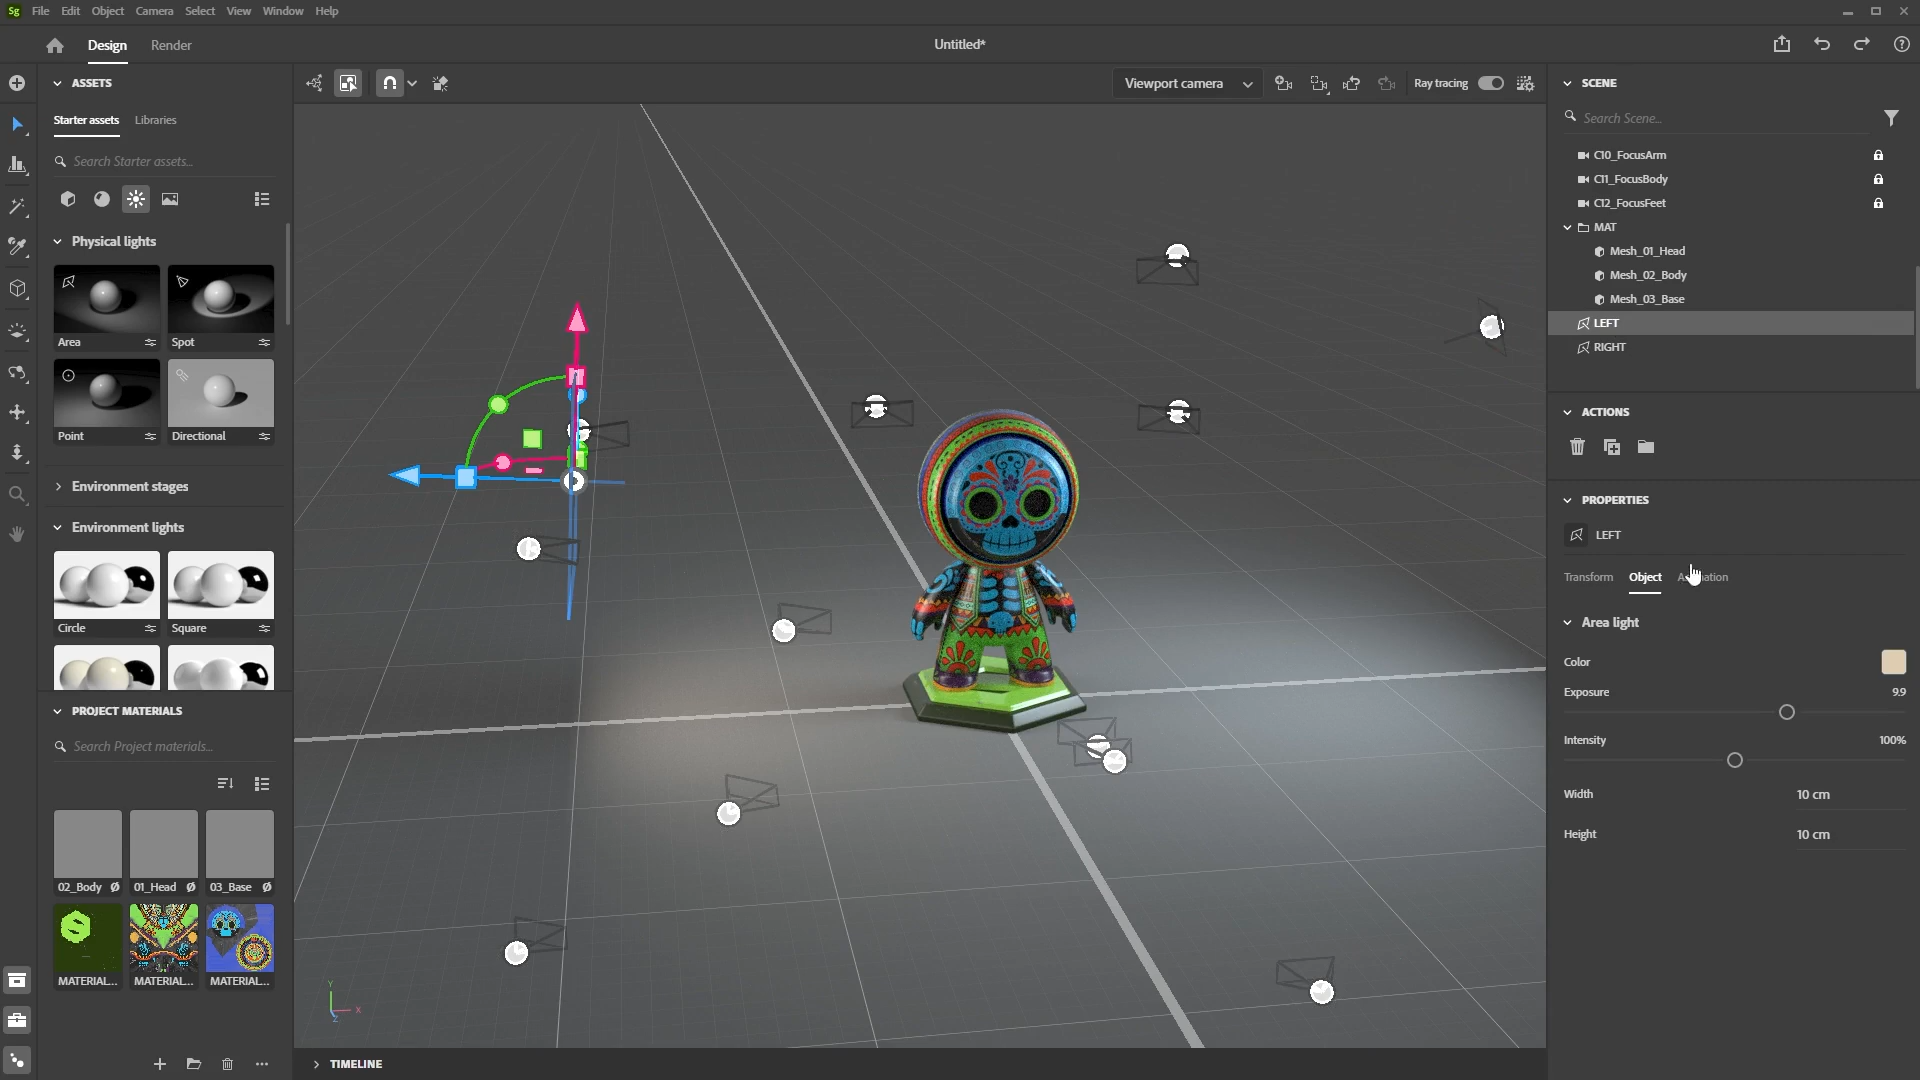 Sg File Edit Object Camera Select View Window Help
Design Render Untitled*
ASSETS
Starter assets Libraries
Search Starter assets...
Physical lights
Area Spot
Point Directional
Environment stages
Environment lights
Circle Square
PROJECT MATERIALS
Search Project materials...
02_Body 01_Head 03_Base
MATERIAL... MATERIAL... MATERIAL...
Viewport camera Ray tracing
Y
X
Z
TIMELINE
SCENE
Search Scene...
C10_FocusArm
C11_FocusBody
C12_FocusFeet
MAT
Mesh_01_Head
Mesh_02_Body
Mesh_03_Base
LEFT
RIGHT
ACTIONS
PROPERTIES
LEFT
Transform Object
Area light
Color
Exposure 9.9
Intensity 100%
Width 10 cm
Height 10 cm